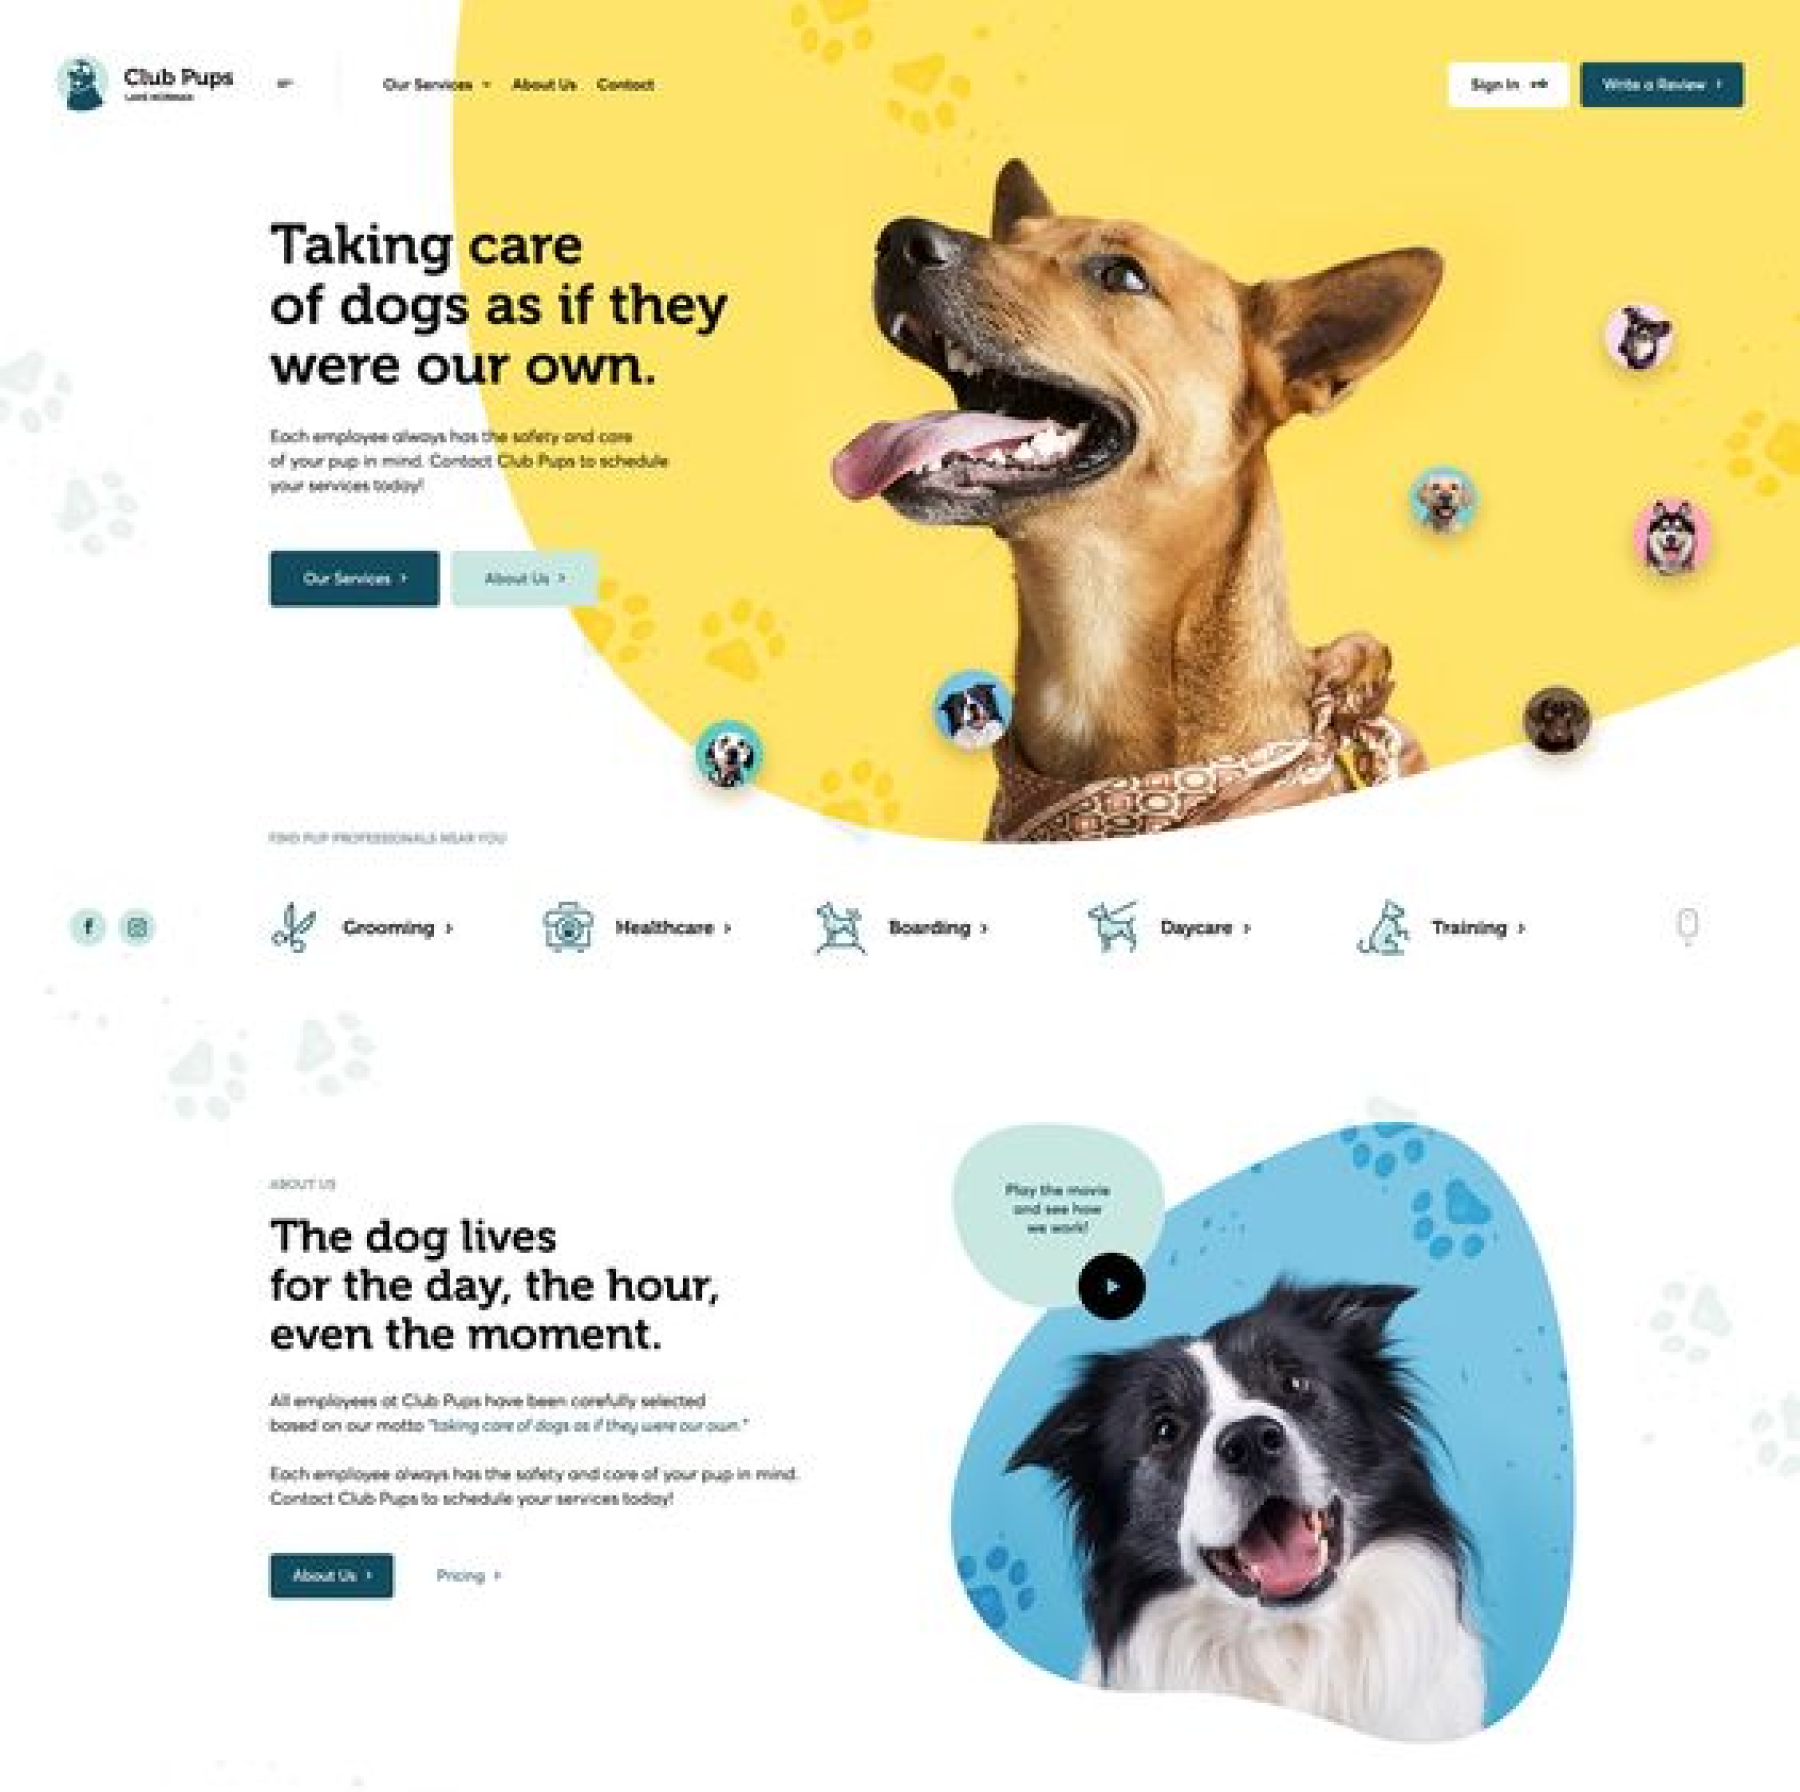 Club Pups
LAKE NORMAN
Our Services
About Us
Contact
Sign In
Write a Review
Taking care
of dogs as if they
were our own.
Each employee always has the safety and care
of your pup in mind. Contact Club Pups to schedule
your services today!
Our Services
About Us
FIND PUP PROFESSIONALS NEAR YOU
f
Grooming
Healthcare
Boarding
Daycare
Training
ABOUT US
The dog lives
for the day, the hour,
even the moment.
All employees at Club Pups have been carefully selected
based on our motto "taking care of dogs as if they were our own."
Each employee always has the safety and care of your pup in mind.
Contact Club Pups to schedule your services today!
About Us
Pricing
Play the movie
and see how
we work!